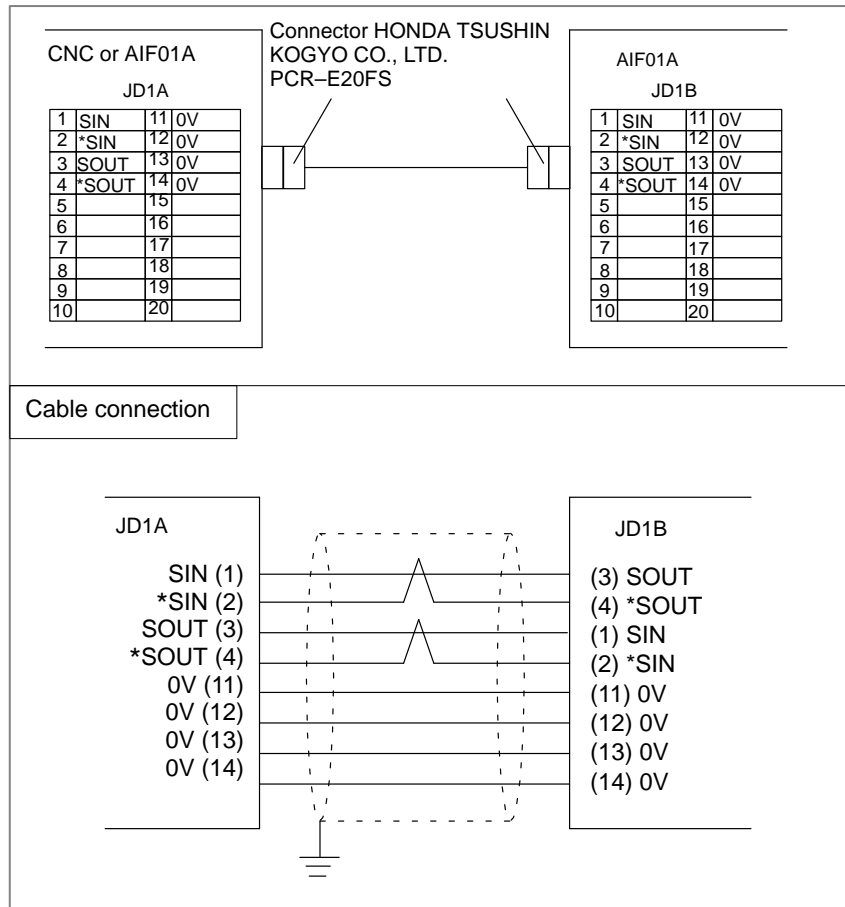 Connector HONDA TSUSHIN
KOGYO CO., LTD.
PCR–E20FS
CNC or AIF01A
JD1A
1 SIN 11 0V
2 *SIN 12 0V
3 SOUT 13 0V
4 *SOUT 14 0V
5 15
6 16
7 17
8 18
9 19
10 20
AIF01A
JD1B
1 SIN 11 0V
2 *SIN 12 0V
3 SOUT 13 0V
4 *SOUT 14 0V
5 15
6 16
7 17
8 18
9 19
10 20
Cable connection
JD1A
SIN (1)
*SIN (2)
SOUT (3)
*SOUT (4)
0V (11)
0V (12)
0V (13)
0V (14)
JD1B
(3) SOUT
(4) *SOUT
(1) SIN
(2) *SIN
(11) 0V
(12) 0V
(13) 0V
(14) 0V